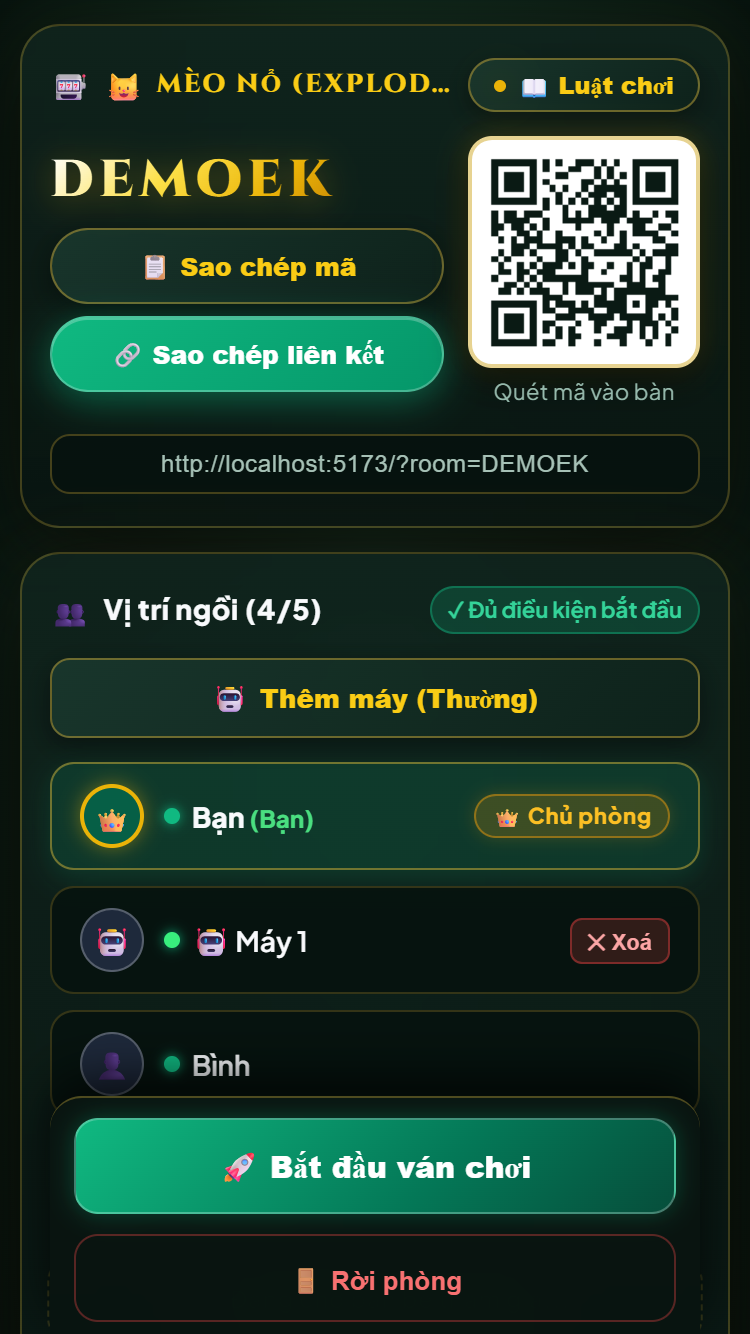 MÈO NỔ (EXPLOD...
Luật chơi
DEMOEK
Sao chép mã
Sao chép liên kết
Quét mã vào bàn
http://localhost:5173/?room=DEMOEK
Vị trí ngồi (4/5)
✓ Đủ điều kiện bắt đầu
Thêm máy (Thường)
Bạn (Bạn)
Chủ phòng
Máy 1
✕ Xoá
Bình
Bắt đầu ván chơi
Rời phòng